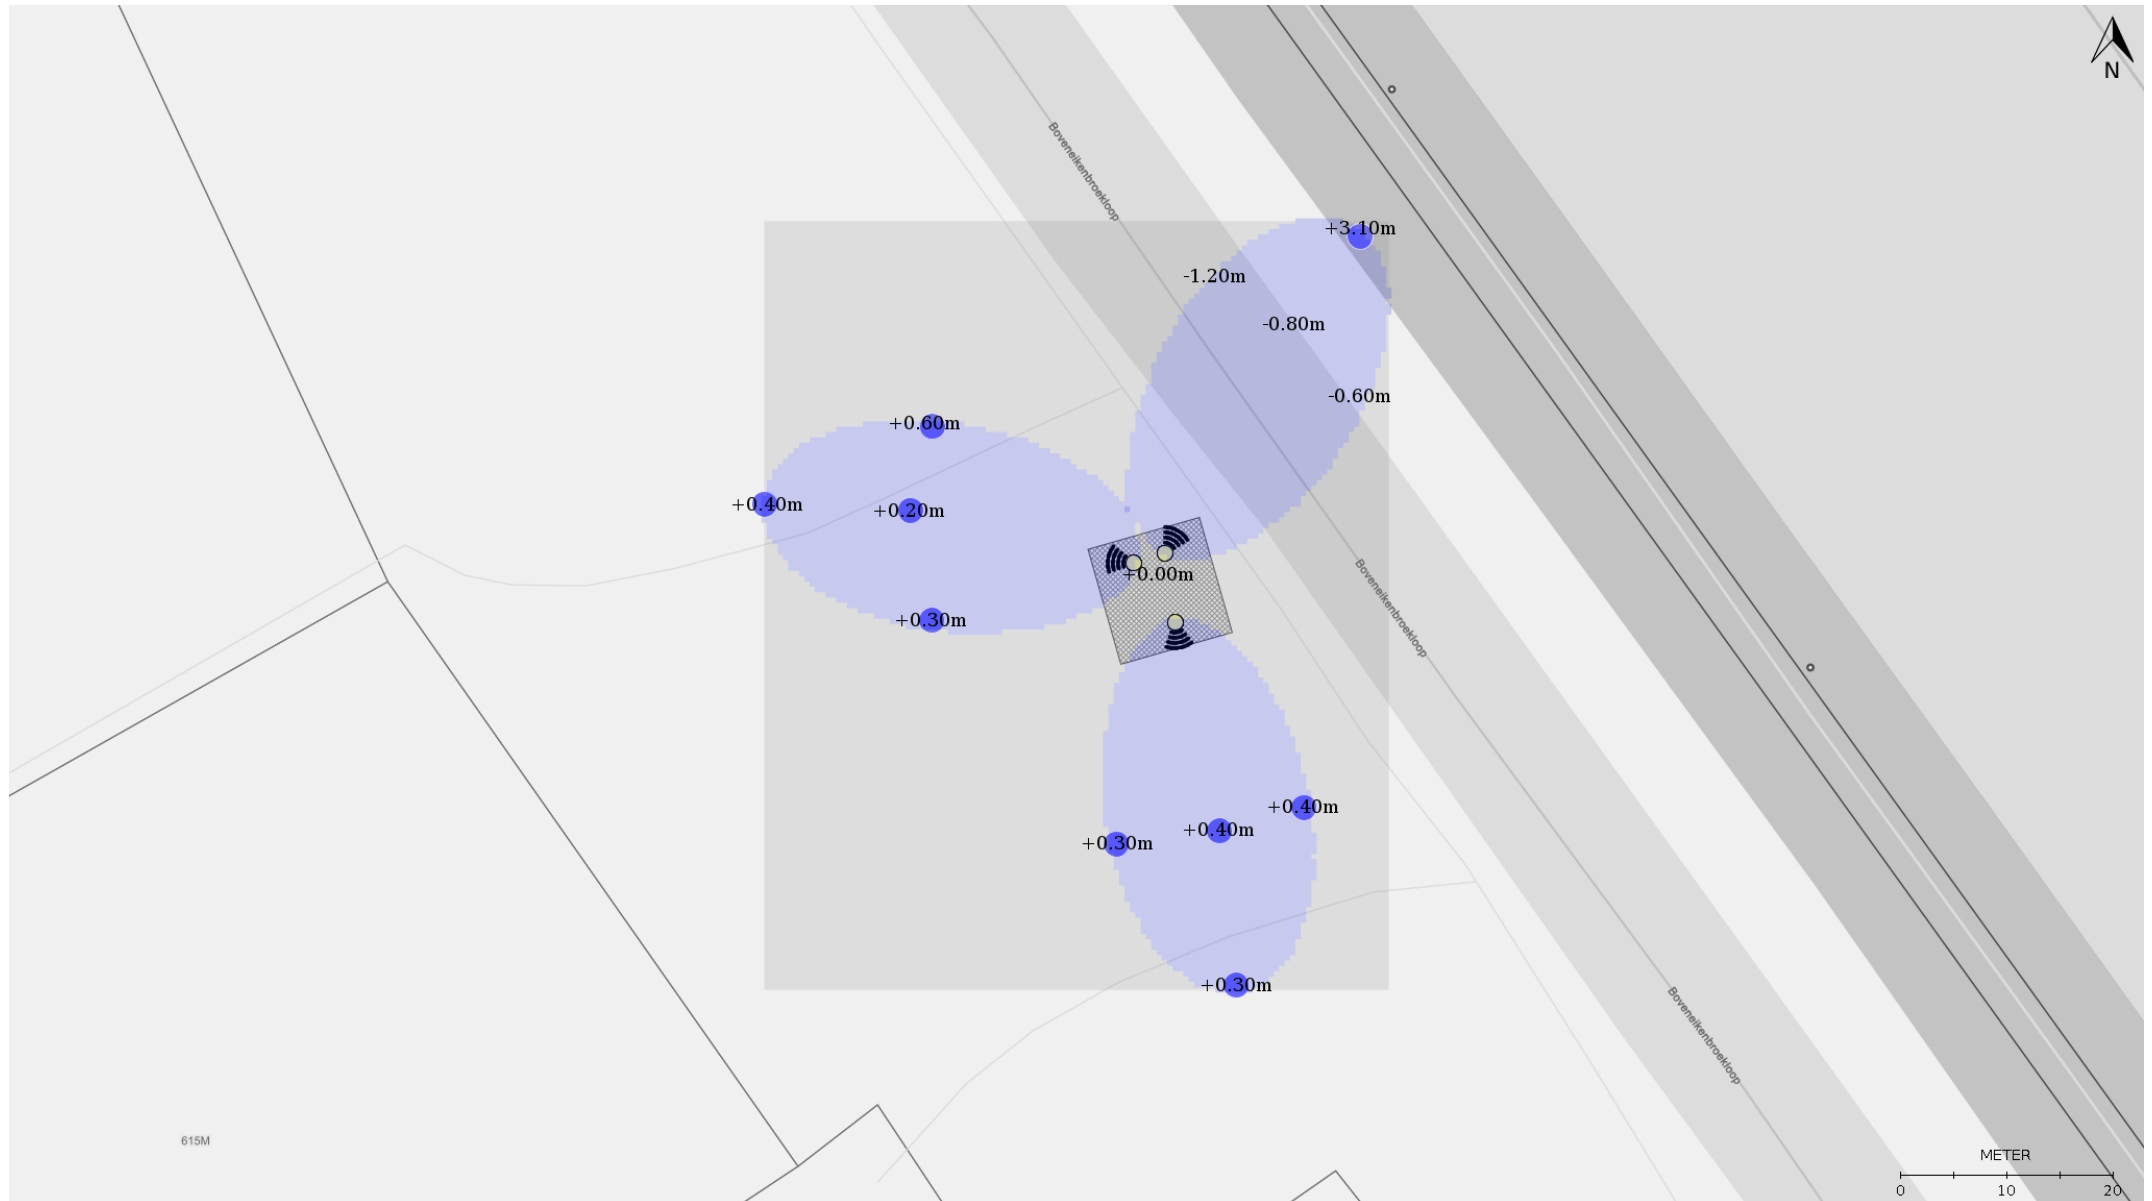 N
Boveneikenbroekloop
+3.10m
-1.20m
-0.80m
-0.60m
+0.60m
+0.40m
+0.20m
+0.00m
+0.30m
Boveneikenbroekloop
+0.40m
+0.40m
+0.30m
+0.30m
Boveneikenbroekloop
615M
METER
0 10 20